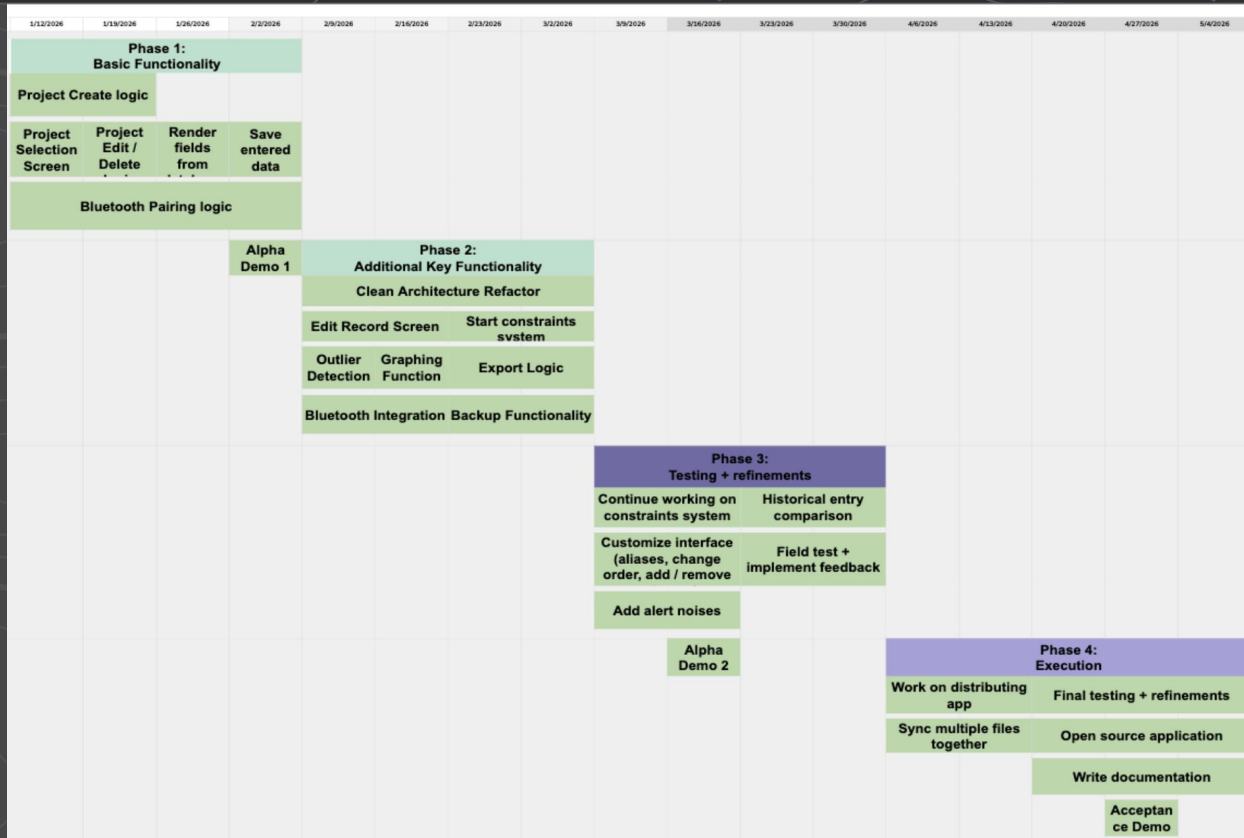 1/12/2026 1/19/2026 1/26/2026 2/2/2026 2/9/2026 2/16/2026 2/23/2026 3/2/2026 3/9/2026 3/16/2026 3/23/2026 3/30/2026 4/6/2026 4/13/2026 4/20/2026 4/27/2026 5/4/2026
Phase 1:
Basic Functionality
Project Create logic
Project
Selection
Screen
Project
Edit /
Delete
Render
fields
from
Save
entered
data
Bluetooth Pairing logic
Alpha
Demo 1
Phase 2:
Additional Key Functionality
Clean Architecture Refactor
Edit Record Screen
Start constraints
system
Outlier
Detection
Graphing
Function
Export Logic
Bluetooth Integration
Backup Functionality
Phase 3:
Testing + refinements
Continue working on
constraints system
Historical entry
comparison
Customize interface
(aliases, change
order, add / remove
Field test +
implement feedback
Add alert noises
Alpha
Demo 2
Phase 4:
Execution
Work on distributing
app
Final testing + refinements
Sync multiple files
together
Open source application
Write documentation
Acceptan
ce Demo